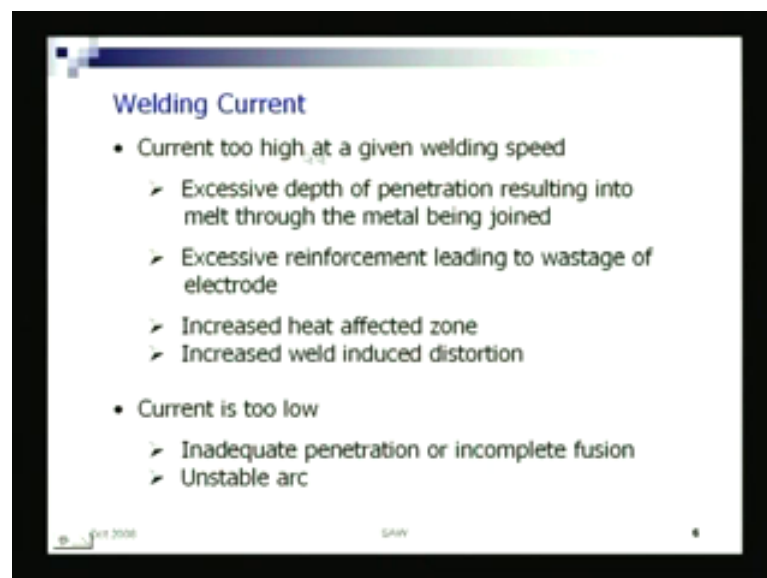 Welding Current
• Current too high at a given welding speed
➢ Excessive depth of penetration resulting into
melt through the metal being joined
➢ Excessive reinforcement leading to wastage of
electrode
➢ Increased heat affected zone
➢ Increased weld induced distortion
• Current is too low
➢ Inadequate penetration or incomplete fusion
➢ Unstable arc
Oct SAW 6